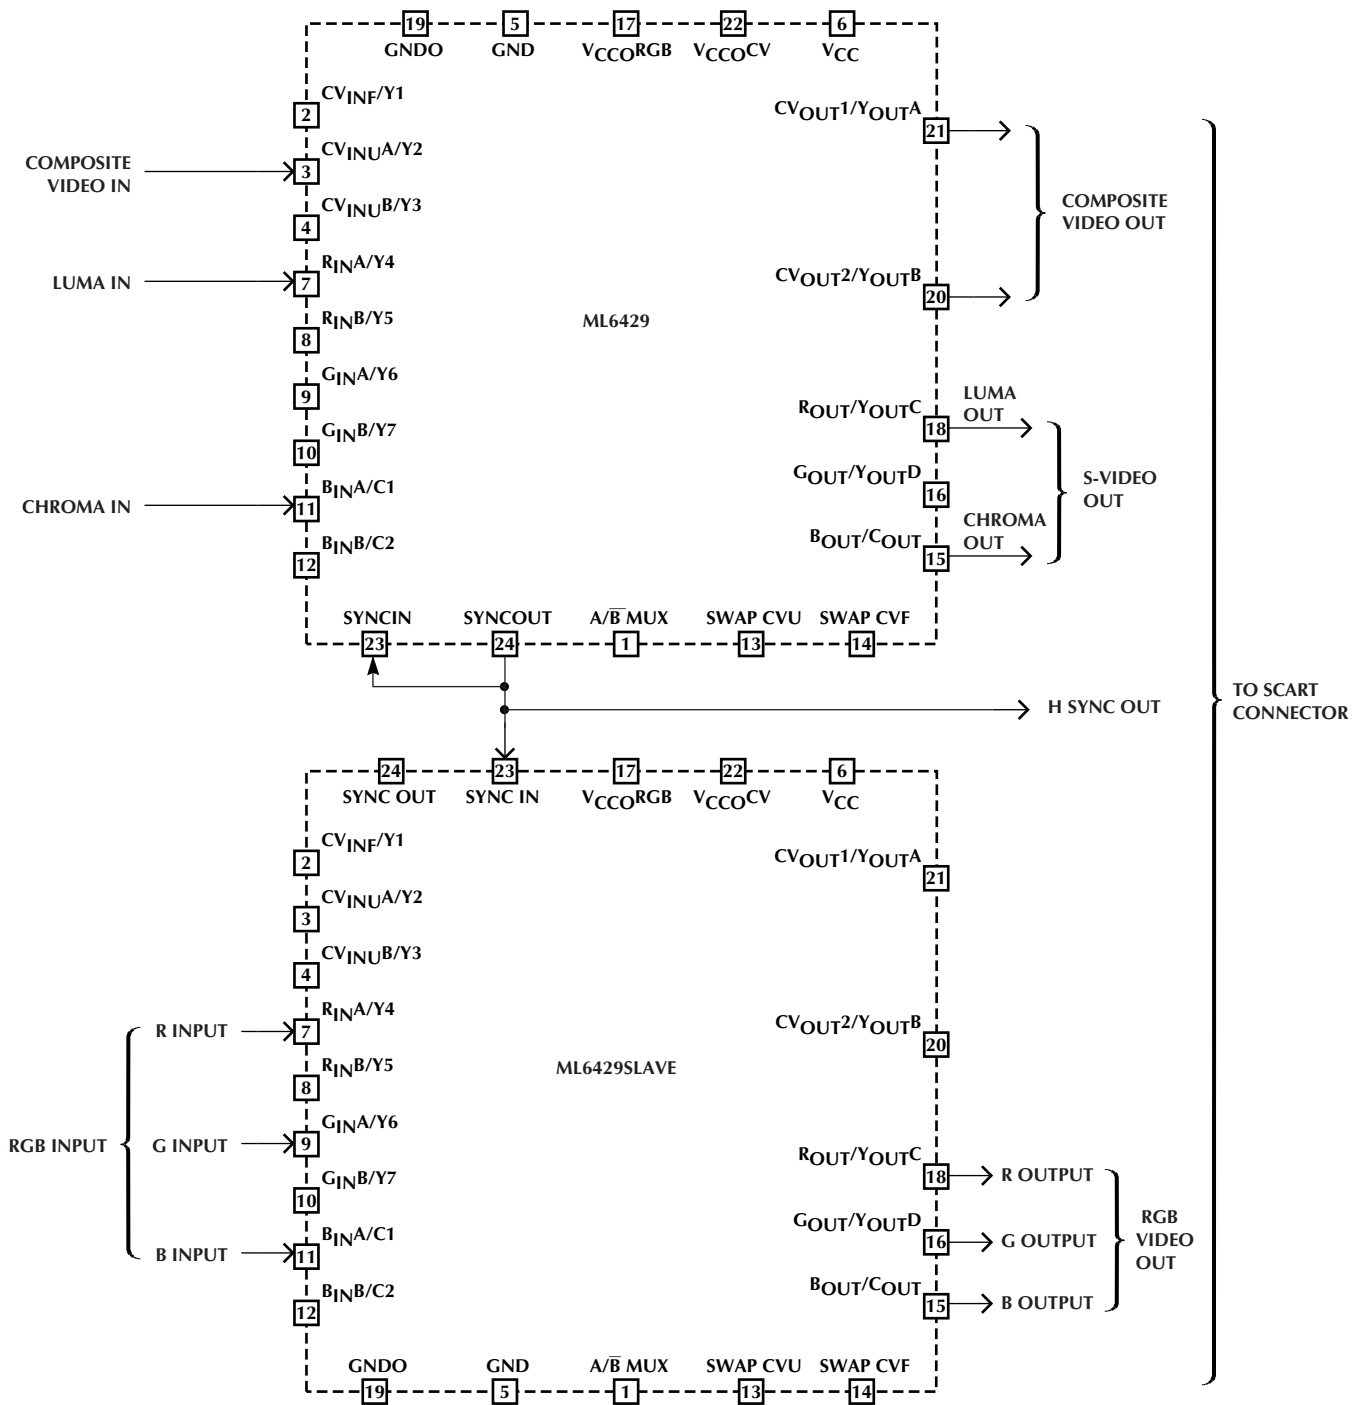 19 5 17 22 6
GNDO GND VCCORGB VCCOCV VCC
CVINF/Y1
2
CVOUT1/YOUTA
21
CVINUA/Y2
3
COMPOSITE
VIDEO IN
CVINUB/Y3
4
COMPOSITE
VIDEO OUT
RINA/Y4
7
LUMA IN
CVOUT2/YOUTB
20
RINB/Y5
8
ML6429
GINA/Y6
9
ROUT/YOUTC
18
LUMA
OUT
GINB/Y7
10
GOUT/YOUTD
16
S-VIDEO
OUT
BINA/C1
11
CHROMA IN
BOUT/COUT
15
CHROMA
OUT
BINB/C2
12
SYNCIN SYNCOUT A/B̅ MUX SWAP CVU SWAP CVF
23 24 1 13 14
H SYNC OUT
TO SCART
CONNECTOR
24 23 17 22 6
SYNC OUT SYNC IN VCCORGB VCCOCV VCC
CVINF/Y1
2
CVOUT1/YOUTA
21
CVINUA/Y2
3
CVINUB/Y3
4
RINA/Y4
7
R INPUT
CVOUT2/YOUTB
20
RINB/Y5
8
ML6429SLAVE
GINA/Y6
9
RGB INPUT
G INPUT
ROUT/YOUTC
18
R OUTPUT
GINB/Y7
10
GOUT/YOUTD
16
G OUTPUT
RGB
VIDEO
OUT
BINA/C1
11
B INPUT
BOUT/COUT
15
B OUTPUT
BINB/C2
12
GNDO GND A/B̅ MUX SWAP CVU SWAP CVF
19 5 1 13 14